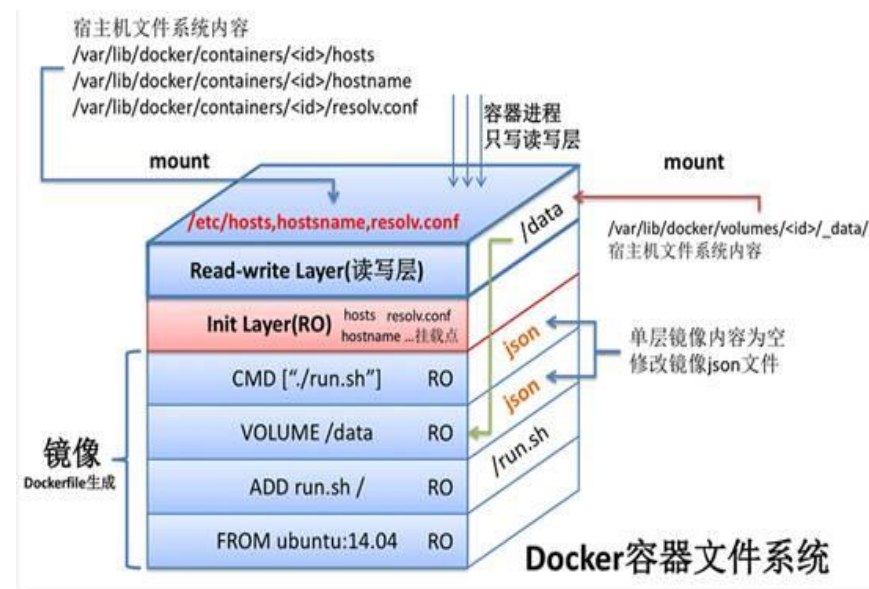 宿主机文件系统内容
/var/lib/docker/containers/<id>/hosts
/var/lib/docker/containers/<id>/hostname
/var/lib/docker/containers/<id>/resolv.conf
容器进程
只写读写层
mount
mount
/etc/hosts,hostsname,resolv.conf
/data
/var/lib/docker/volumes/<id>/_data/
宿主机文件系统内容
Read-write Layer(读写层)
Init Layer(RO)
hosts resolv.conf
hostname ...挂载点
json
单层镜像内容为空
修改镜像json文件
CMD [“./run.sh”] RO
json
VOLUME /data RO
/run.sh
镜像
Dockerfile生成
ADD run.sh / RO
FROM ubuntu:14.04 RO
Docker容器文件系统